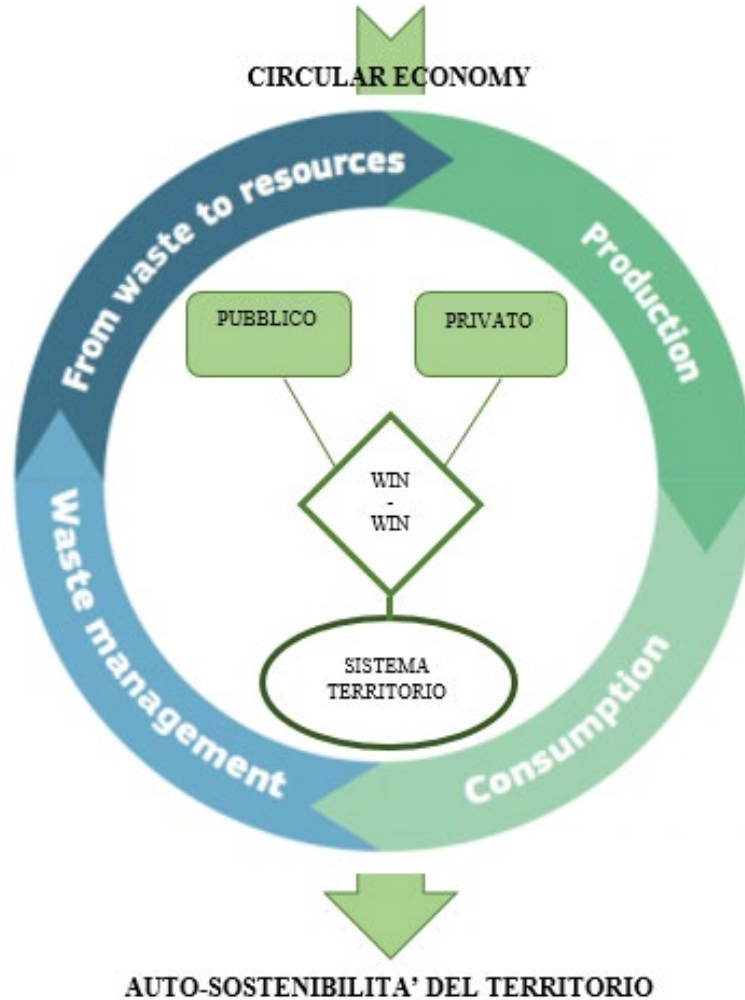 CIRCULAR ECONOMY
From waste to resources
Production
PUBBLICO
PRIVATO
WIN
-
WIN
SISTEMA
TERRITORIO
Waste management
Consumption
AUTO-SOSTENIBILITA’ DEL TERRITORIO